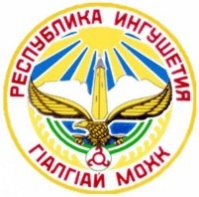 РЕСПУБЛИКА ИНГУШЕТИЯ
ГIАЛГIАЙ МОХК